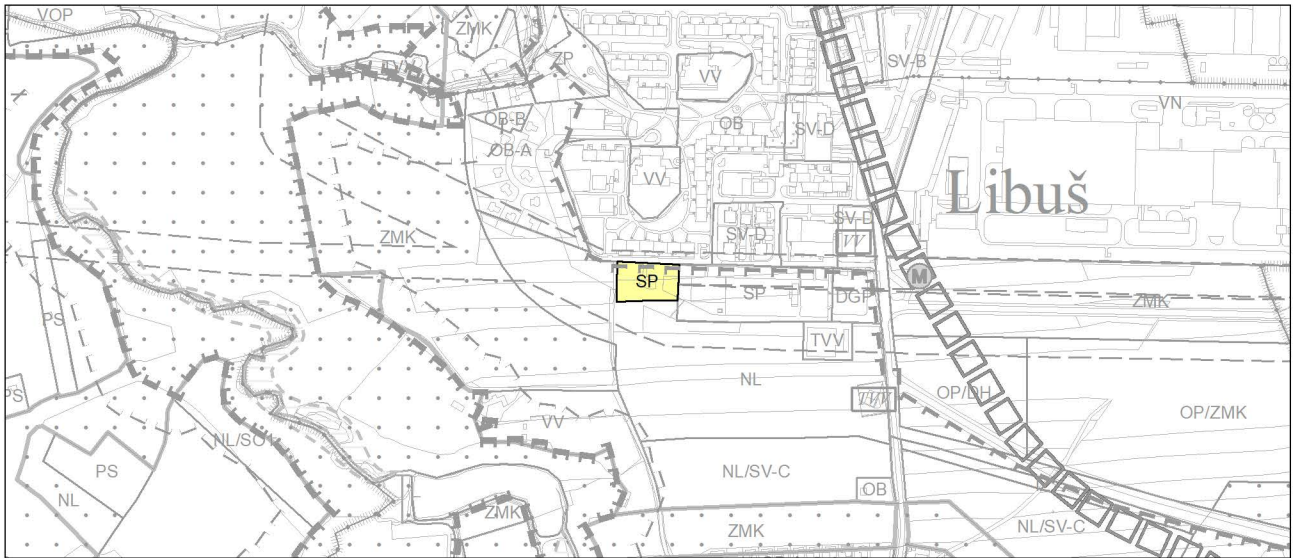 VOP
ZMK
ZP
TVV
VV
SV-B
VN
OB-B
OB
SV-D
OB-A
VV
Libuš
SV-D
SV-D
VV
ZMK
M
SP
SP
DGP
ZMK
PS
TVV
NL
OP/DH
PS
TVV
OP/ZMK
VV
NL/SO1
PS
NL/SV-C
NL
OB
ZMK
ZMK
NL/SV-C